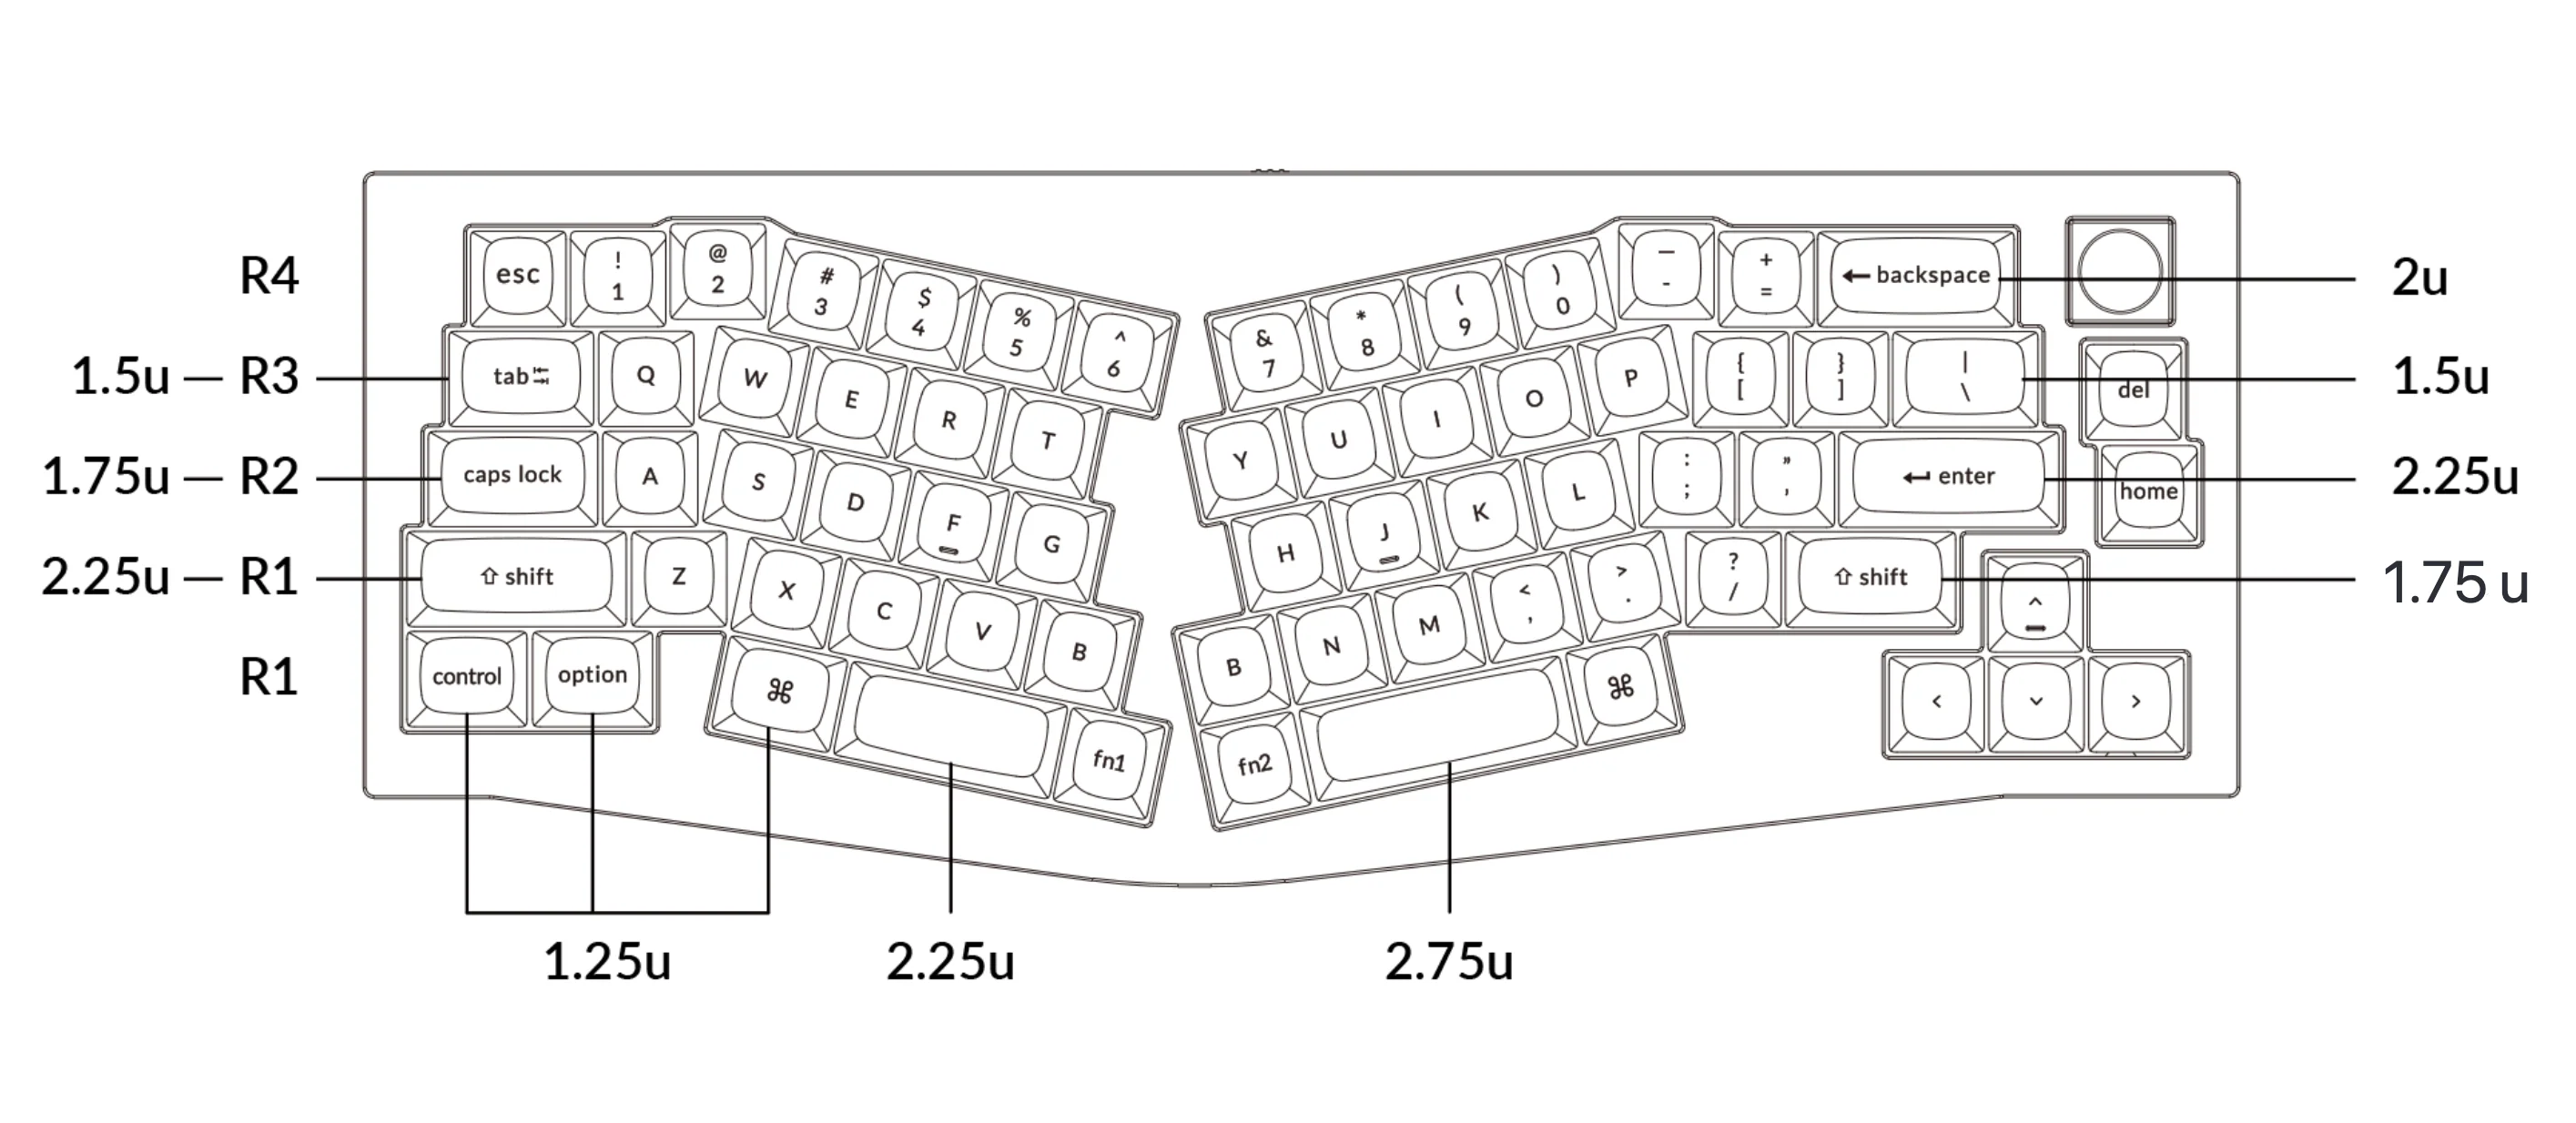 R4 esc ! 1 @ 2 # 3 $ 4 % 5 ^ 6 & 7 * 8 ( 9 ) 0 — - + = ← backspace 2u
1.5u — R3 tab Q W E R T Y U I O P { [ } ] | \ del 1.5u
1.75u — R2 caps lock A S D F G H J K L : ; " , ↵ enter home 2.25u
2.25u — R1 ⇧ shift Z X C V B B N M < , > . ? / ⇧ shift ^ 1.75 u
R1 control option ⌘ fn1 fn2 ⌘ < ⌄ >
1.25u 2.25u 2.75u